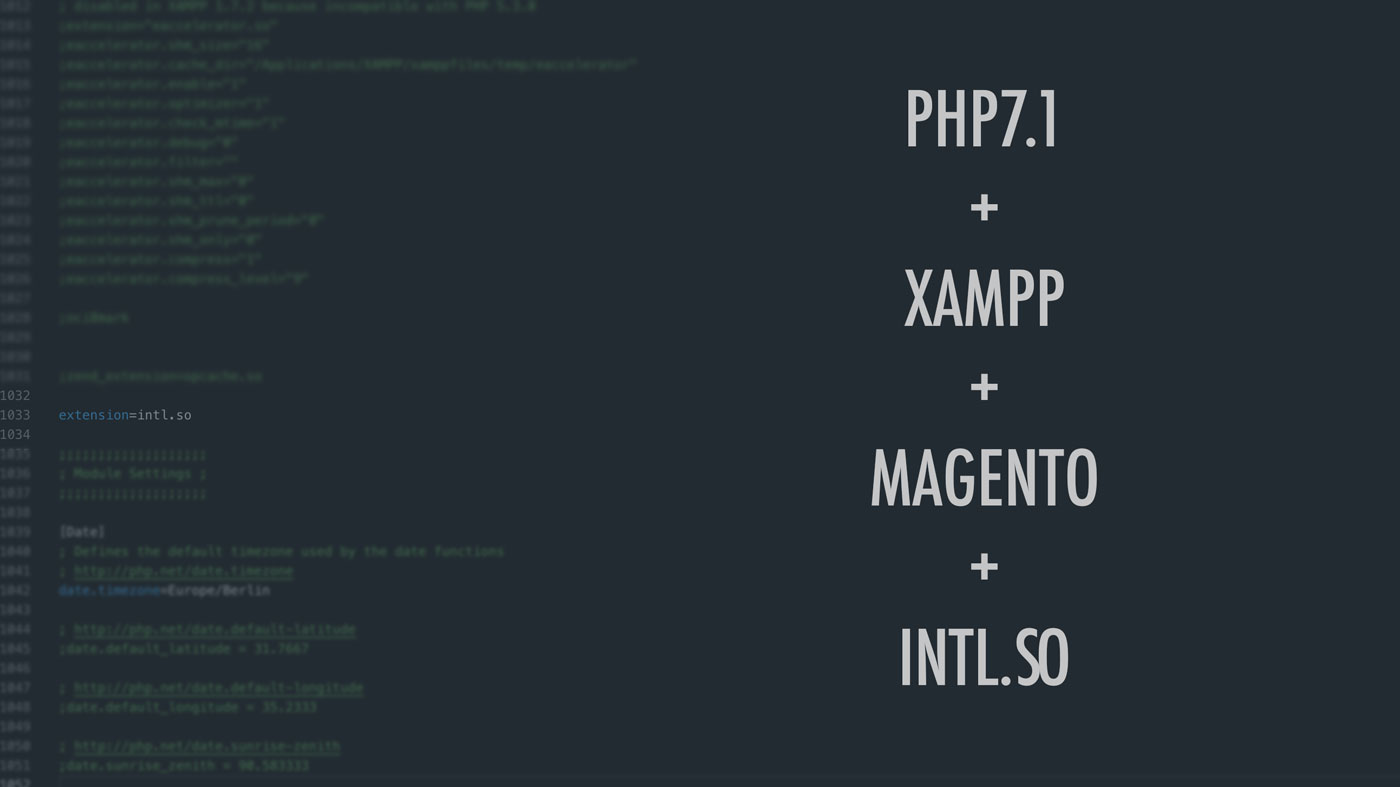 1012 ; disabled in XAMPP 1.7.2 because incompatible with PHP 5.3.0
1013 ;extension="eaccelerator.so"
1014 ;eaccelerator.shm_size="16"
1015 ;eaccelerator.cache_dir="/Applications/XAMPP/xamppfiles/temp/eaccelerator"
1016 ;eaccelerator.enable="1"
1017 ;eaccelerator.optimizer="1"
1018 ;eaccelerator.check_mtime="1"
1019 ;eaccelerator.debug="0"
1020 ;eaccelerator.filter=""
1021 ;eaccelerator.shm_max="0"
1022 ;eaccelerator.shm_ttl="0"
1023 ;eaccelerator.shm_prune_period="0"
1024 ;eaccelerator.shm_only="0"
1025 ;eaccelerator.compress="1"
1026 ;eaccelerator.compress_level="9"
1027
1028
1029
1030
1031 ;zend_extension=opcache.so
1032
1033 extension=intl.so
1034
1035 ;;;;;;;;;;;;;;;;;;;
1036 ; Module Settings ;
1037 ;;;;;;;;;;;;;;;;;;;
1038
1039 [Date]
1040 ; Defines the default timezone used by the date functions
1041 ; http://php.net/date.timezone
1042 date.timezone=Europe/Berlin
1043
1044 ; http://php.net/date.default-latitude
1045 ;date.default_latitude = 31.7667
1046
1047 ; http://php.net/date.default-longitude
1048 ;date.default_longitude = 35.2333
1049
1050 ; http://php.net/date.sunrise-zenith
1051 ;date.sunrise_zenith = 90.583333
1052
PHP7.1
+
XAMPP
+
MAGENTO
+
INTL.SO